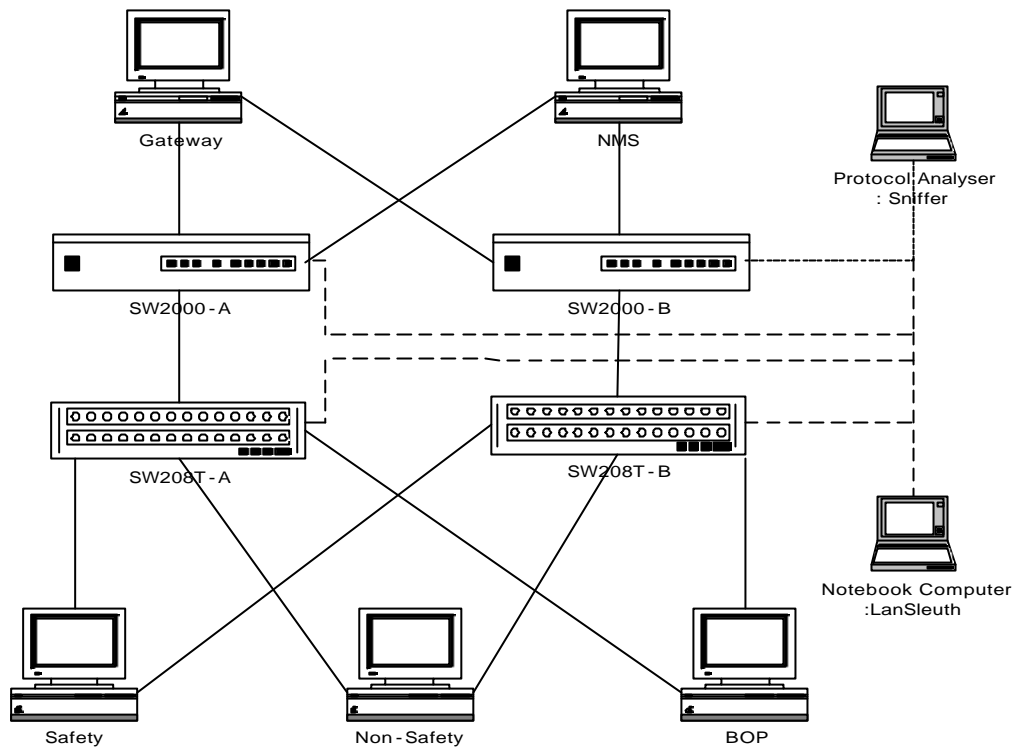 Gateway
NMS
Protocol Analyser
: Sniffer
SW2000-A
SW2000-B
SW208T-A
SW208T-B
Notebook Computer
:LanSleuth
Safety
Non-Safety
BOP